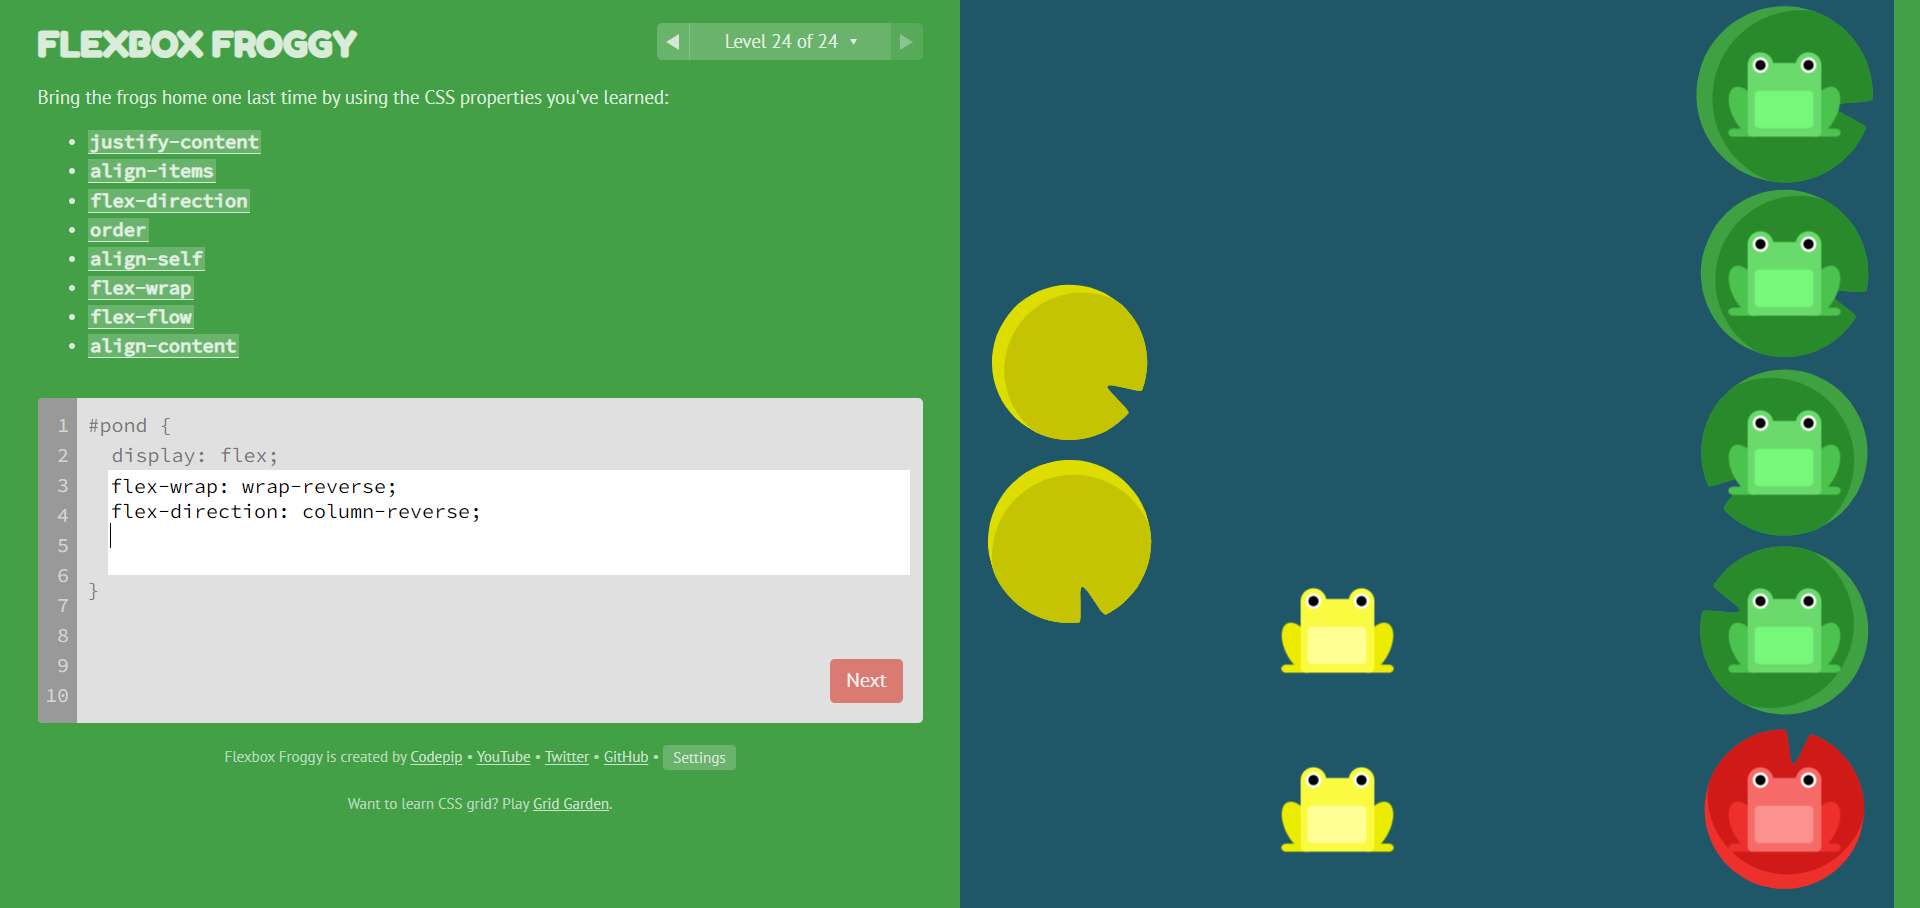 FLEXBOX FROGGY
◀ Level 24 of 24 ▼ ▶
Bring the frogs home one last time by using the CSS properties you've learned:
• justify-content
• align-items
• flex-direction
• order
• align-self
• flex-wrap
• flex-flow
• align-content
1 #pond {
2 display: flex;
3 flex-wrap: wrap-reverse;
4 flex-direction: column-reverse;
5
6
7 }
8
9
10
Next
Flexbox Froggy is created by Codepip • YouTube • Twitter • GitHub • Settings
Want to learn CSS grid? Play Grid Garden.